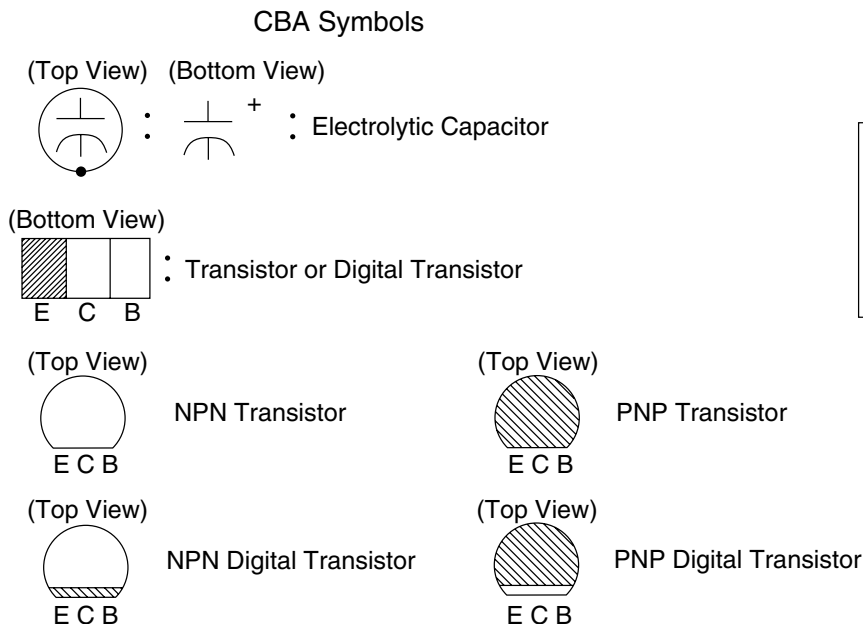 CBA Symbols
(Top View) (Bottom View)
+
: : Electrolytic Capacitor
(Bottom View)
: Transistor or Digital Transistor
E C B
(Top View) (Top View)
NPN Transistor PNP Transistor
E C B E C B
(Top View) (Top View)
NPN Digital Transistor PNP Digital Transistor
E C B E C B